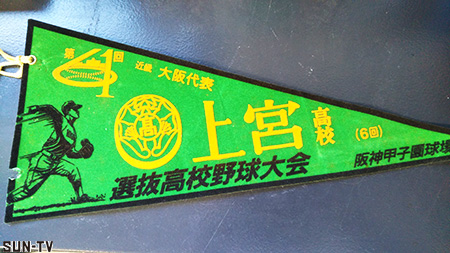 第61回
近畿 大阪代表
上宮高校
(6回)
選抜高校野球大会
阪神甲子園球場
SUN-TV